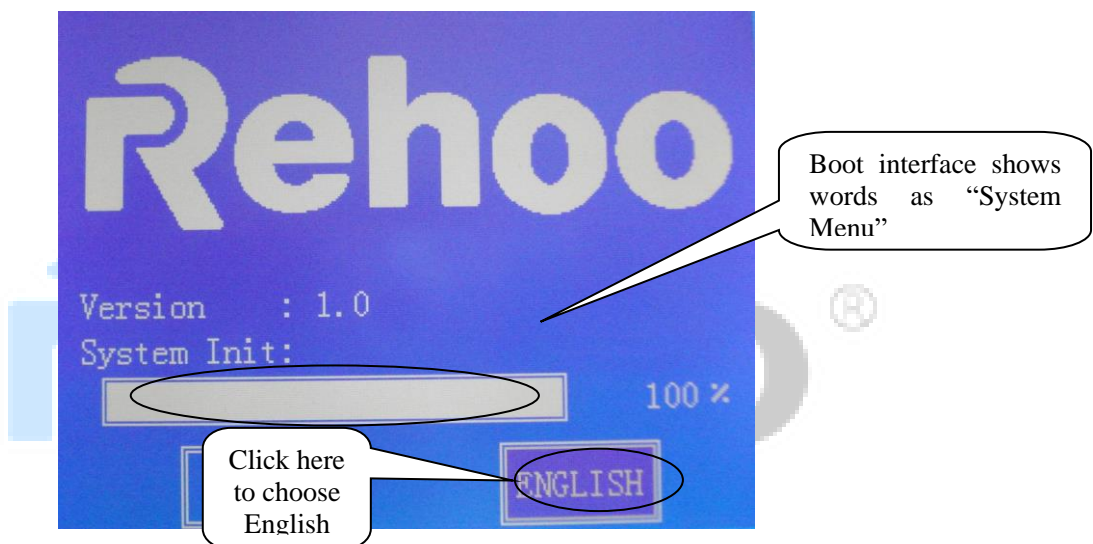 Rehoo
Boot interface shows
words as “System
Menu”
Version : 1.0
System Init:
100 %
Click here
to choose
English
ENGLISH
®